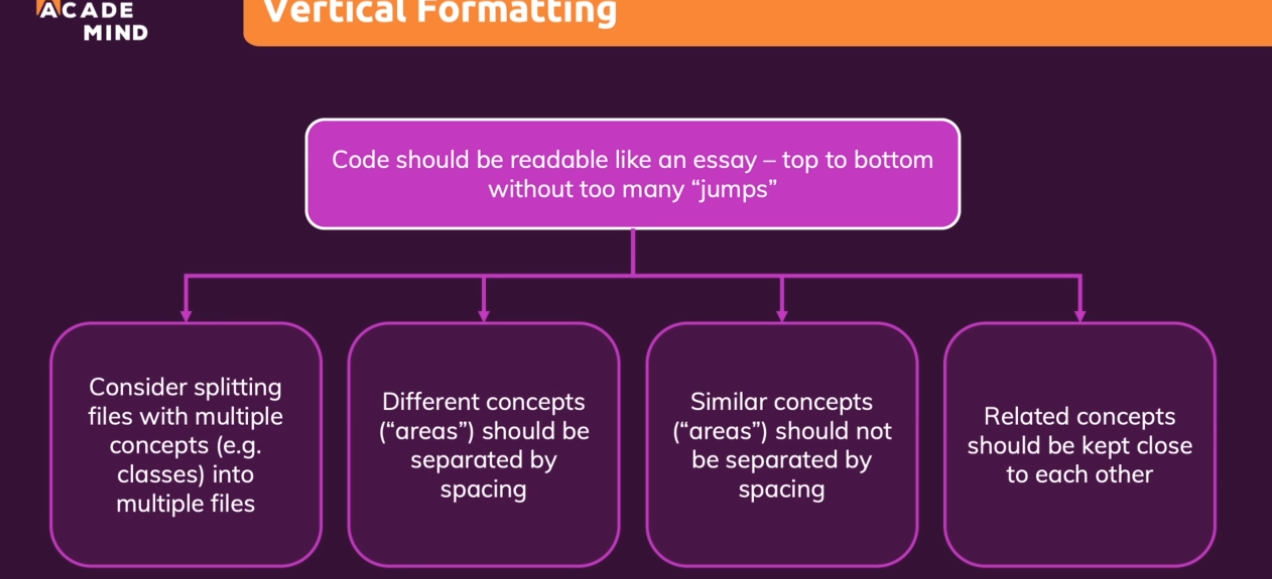 ACADE
MIND
Vertical Formatting
Code should be readable like an essay – top to bottom
without too many “jumps”
Consider splitting
files with multiple
concepts (e.g.
classes) into
multiple files
Different concepts
(“areas”) should be
separated by
spacing
Similar concepts
(“areas”) should not
be separated by
spacing
Related concepts
should be kept close
to each other